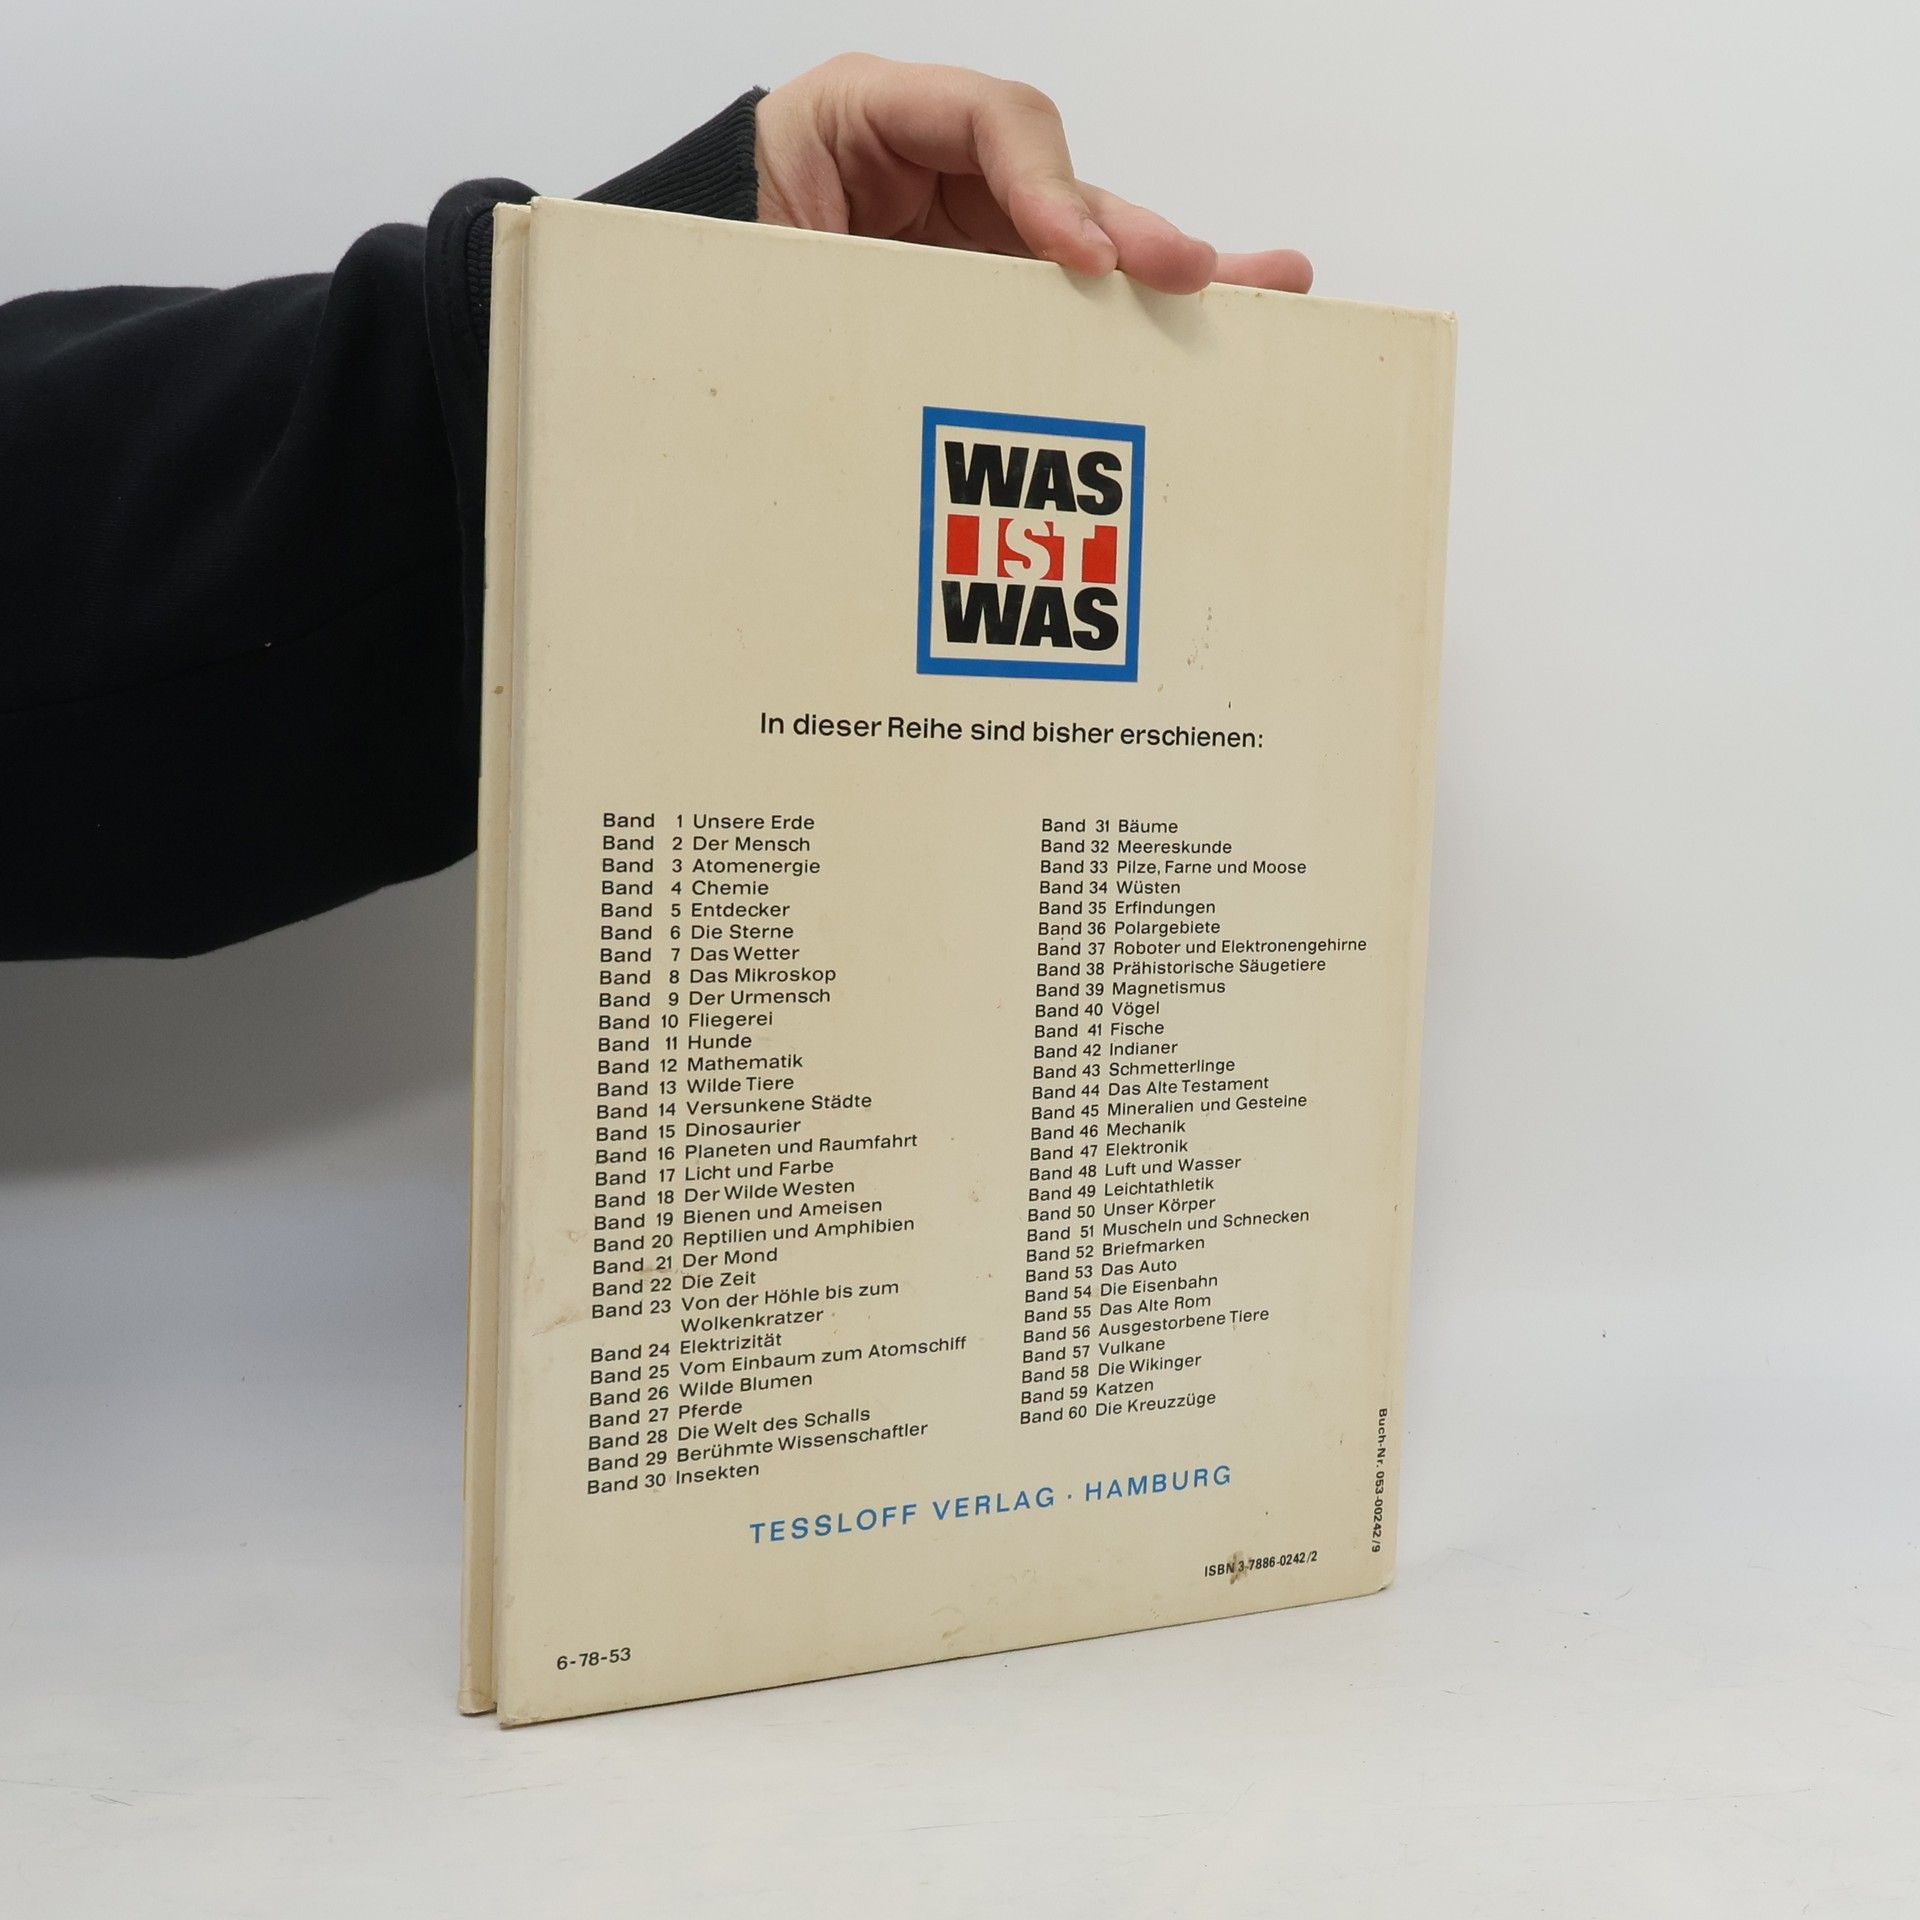 WAS
IST
WAS
In dieser Reihe sind bisher erschienen:
Band 1 Unsere Erde
Band 2 Der Mensch
Band 3 Atomenergie
Band 4 Chemie
Band 5 Entdecker
Band 6 Die Sterne
Band 7 Das Wetter
Band 8 Das Mikroskop
Band 9 Der Urmensch
Band 10 Fliegerei
Band 11 Hunde
Band 12 Mathematik
Band 13 Wilde Tiere
Band 14 Versunkene Städte
Band 15 Dinosaurier
Band 16 Planeten und Raumfahrt
Band 17 Licht und Farbe
Band 18 Der Wilde Westen
Band 19 Bienen und Ameisen
Band 20 Reptilien und Amphibien
Band 21 Der Mond
Band 22 Die Zeit
Band 23 Von der Höhle bis zum
Wolkenkratzer
Band 24 Elektrizität
Band 25 Vom Einbaum zum Atomschiff
Band 26 Wilde Blumen
Band 27 Pferde
Band 28 Die Welt des Schalls
Band 29 Berühmte Wissenschaftler
Band 30 Insekten
Band 31 Bäume
Band 32 Meereskunde
Band 33 Pilze, Farne und Moose
Band 34 Wüsten
Band 35 Erfindungen
Band 36 Polargebiete
Band 37 Roboter und Elektronengehirne
Band 38 Prähistorische Säugetiere
Band 39 Magnetismus
Band 40 Vögel
Band 41 Fische
Band 42 Indianer
Band 43 Schmetterlinge
Band 44 Das Alte Testament
Band 45 Mineralien und Gesteine
Band 46 Mechanik
Band 47 Elektronik
Band 48 Luft und Wasser
Band 49 Leichtathletik
Band 50 Unser Körper
Band 51 Muscheln und Schnecken
Band 52 Briefmarken
Band 53 Das Auto
Band 54 Die Eisenbahn
Band 55 Das Alte Rom
Band 56 Ausgestorbene Tiere
Band 57 Vulkane
Band 58 Die Wikinger
Band 59 Katzen
Band 60 Die Kreuzzüge
TESSLOFF VERLAG · HAMBURG
Buch-Nr. 053-00242/9
ISBN 3-7886-0242/2
6-78-53